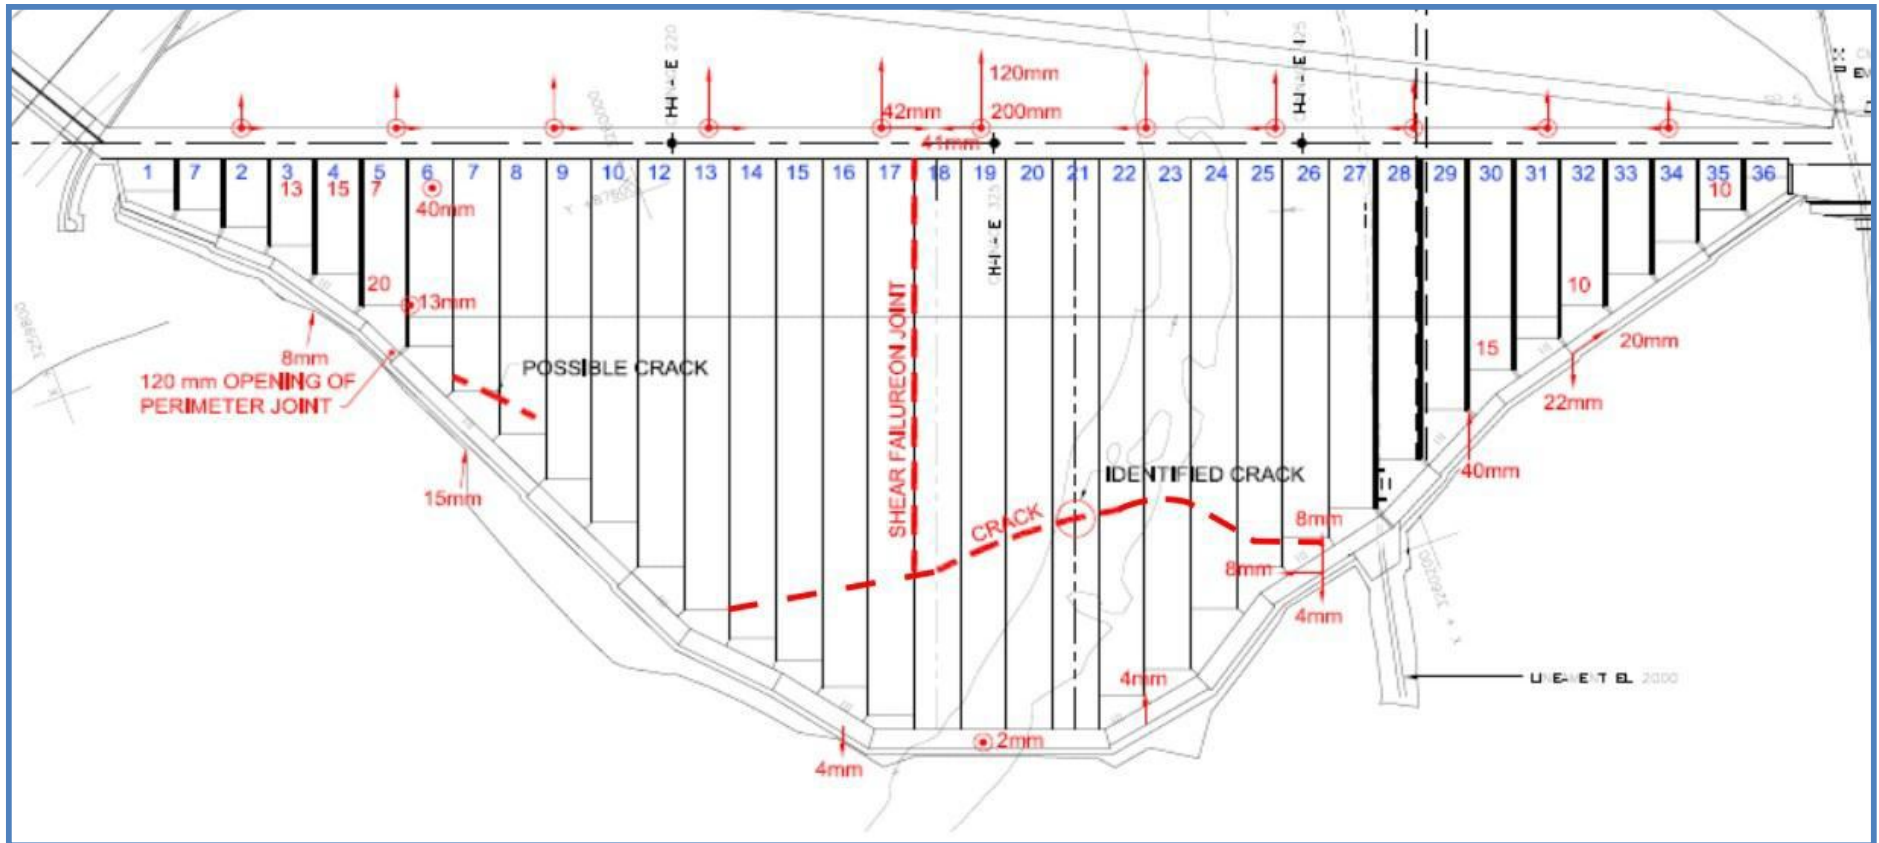 120mm
42mm
200mm
41mm
1 7 2 3 4 5 6 7 8 9 10 12 13 14 15 16 17 18 19 20 21 22 23 24 25 26 27 28 29 30 31 32 33 34 35 36
13 15 7
10
40mm
20
13mm
10
8mm
20mm
15
120 mm OPENING OF
PERIMETER JOINT
POSSIBLE CRACK
22mm
SHEAR FAILUREON JOINT
IDENTIFIED CRACK
40mm
15mm
CRACK
8mm
8mm
4mm
4mm
2mm
4mm
3259800
3260200